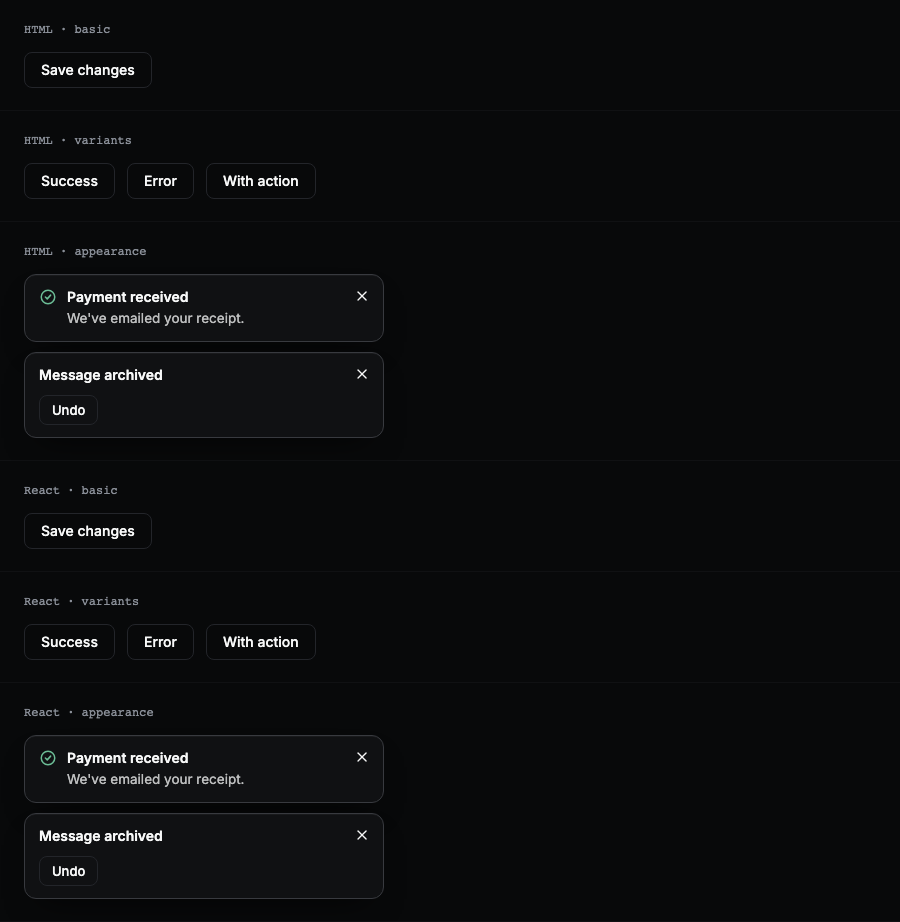 HTML · basic
Save changes
HTML · variants
Success Error With action
HTML · appearance
Payment received
We've emailed your receipt.
Message archived
Undo
React · basic
Save changes
React · variants
Success Error With action
React · appearance
Payment received
We've emailed your receipt.
Message archived
Undo